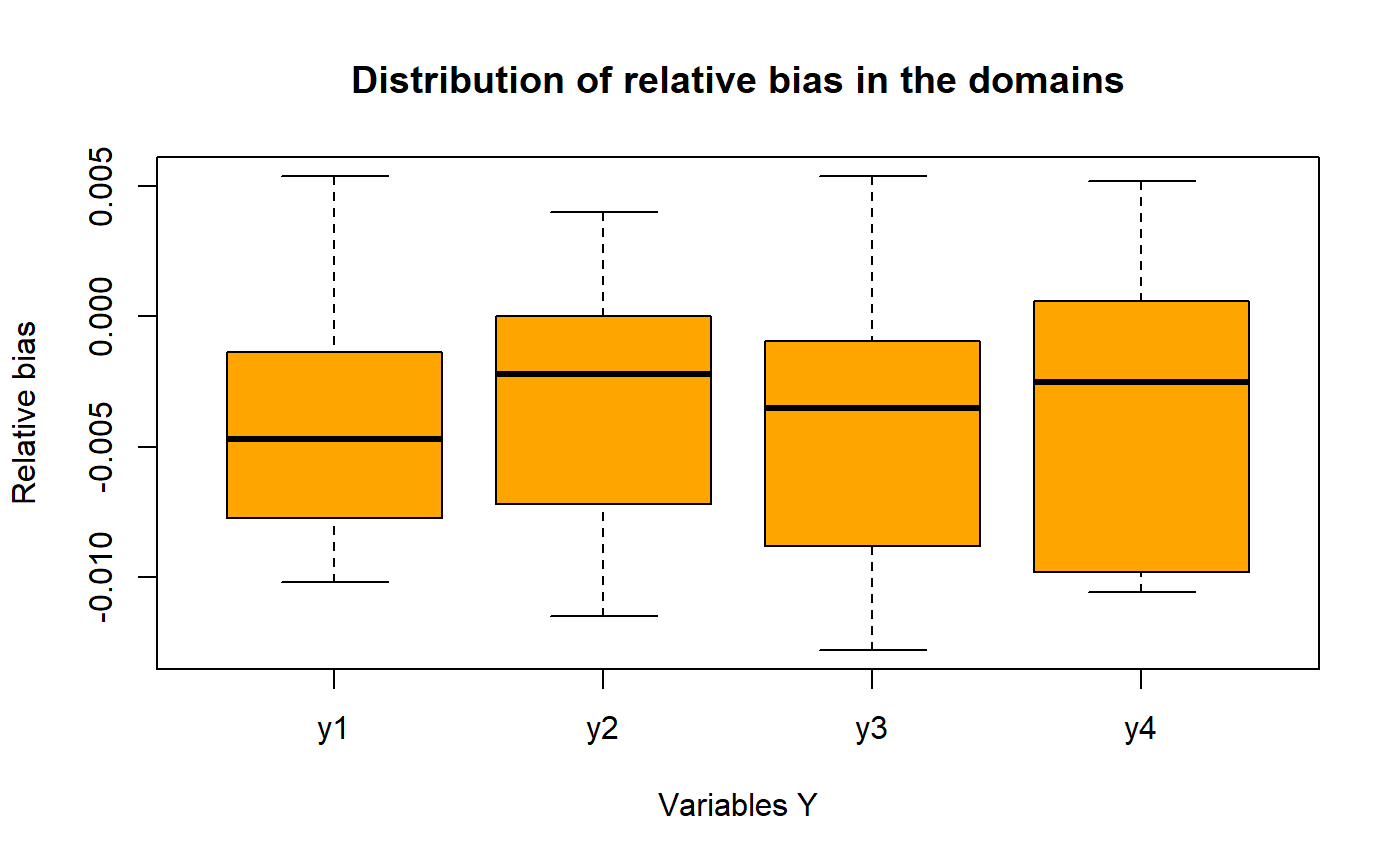 Distribution of relative bias in the domains
Relative bias
0.005
0.000
-0.005
-0.010
y1
y2
y3
y4
Variables Y